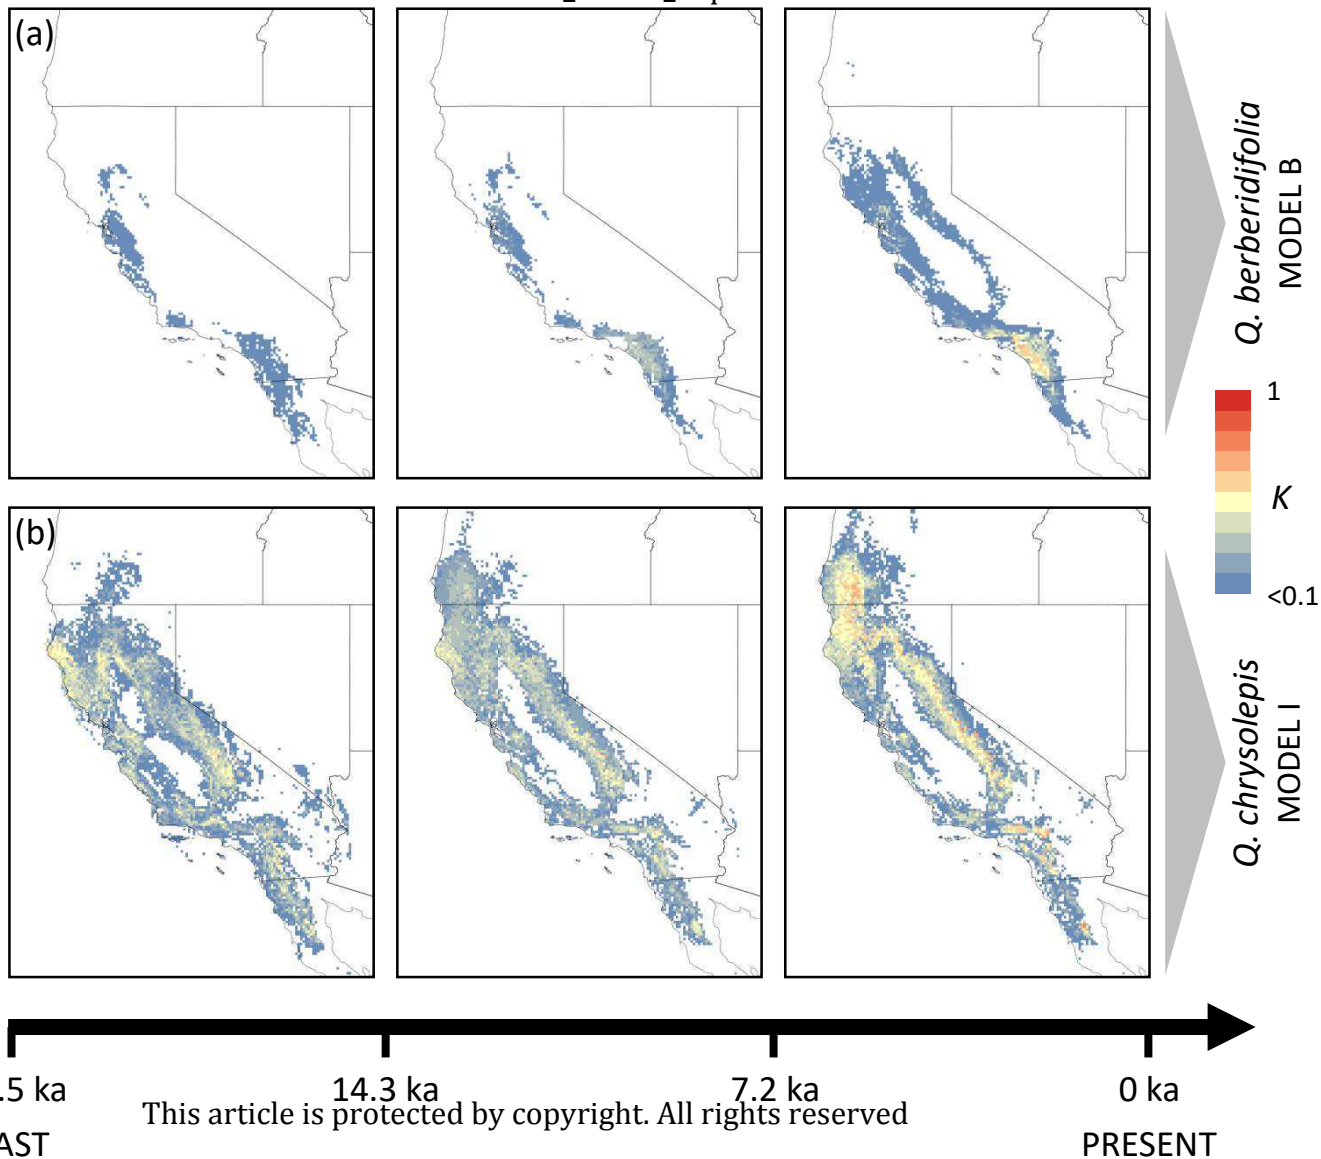 (a)
Q. berberidifolia
MODEL B
1
K
<0.1
(b)
Q. chrysolepis
MODEL I
.5 ka
14.3 ka
7.2 ka
0 ka
This article is protected by copyright. All rights reserved
AST
PRESENT